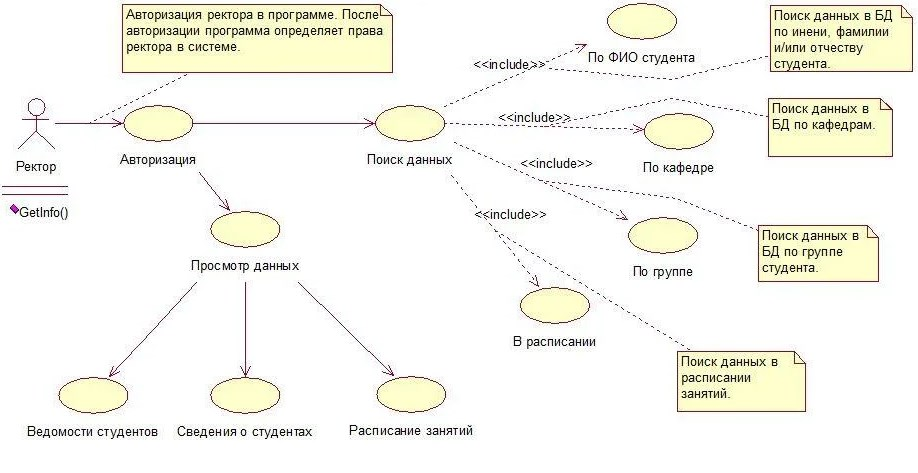 Авторизация ректора в программе. После
авторизации программа определяет права
ректора в системе.
По ФИО студента
Поиск данных в БД
по инени, фамилии
и/или отчеству
студента.
<<include>>
<<include>>
Поиск данных в
БД по кафедрам.
Ректор
Авторизация
Поиск данных
По кафедре
<<include>>
GetInfo()
<<include>>
Поиск данных в
БД по группе
студента.
Просмотр данных
По группе
В расписании
Поиск данных в
расписании
занятий.
Ведомости студентов
Сведения о студентах
Расписание занятий